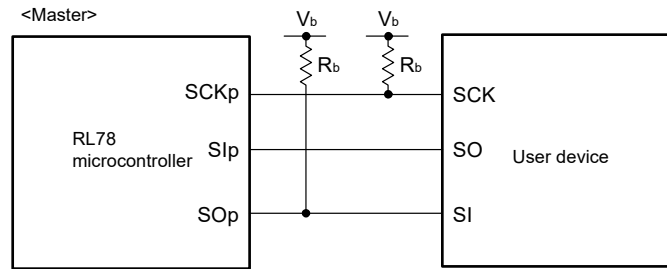 <Master>
Vb Vb
Rb Rb
SCKp SCK
RL78
microcontroller
SIp SO
User device
SOp SI